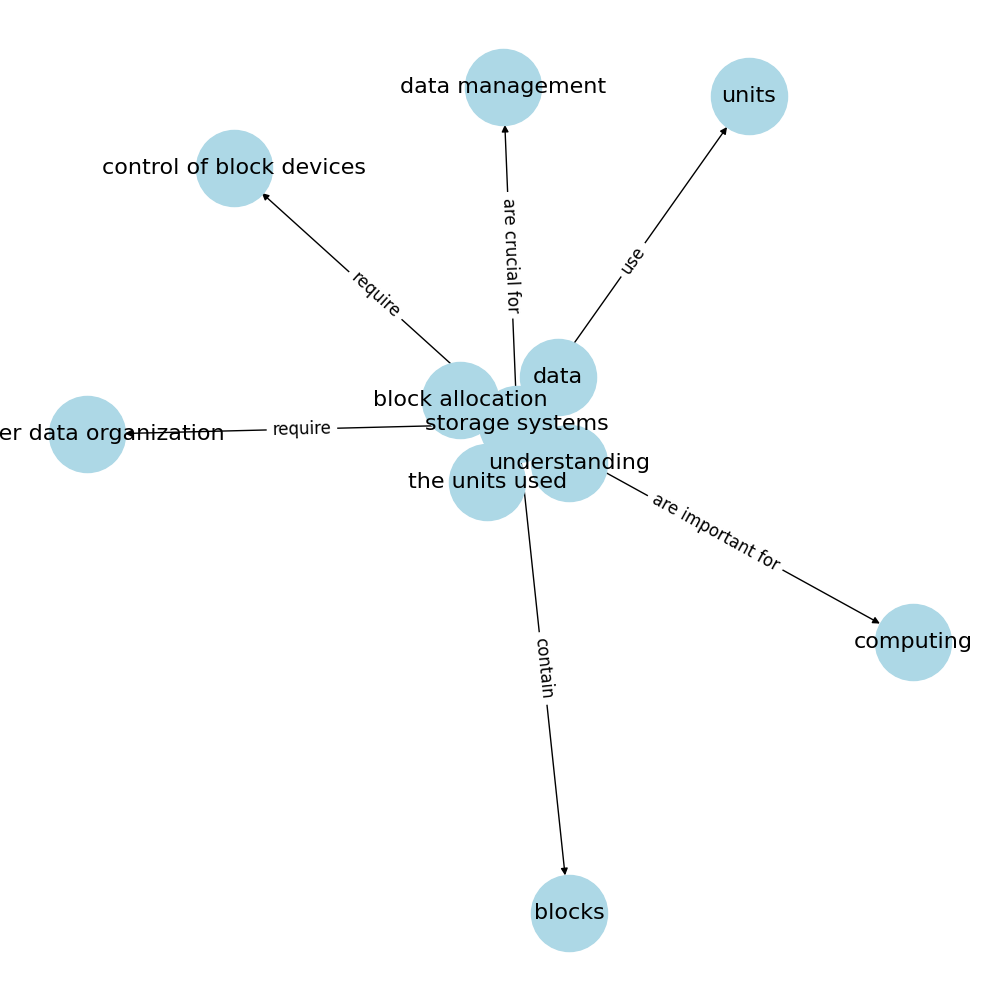 data management
units
control of block devices
are crucial for
use
require
data
block allocation
storage systems
require
data organization
understanding
the units used
are important for
computing
contain
blocks